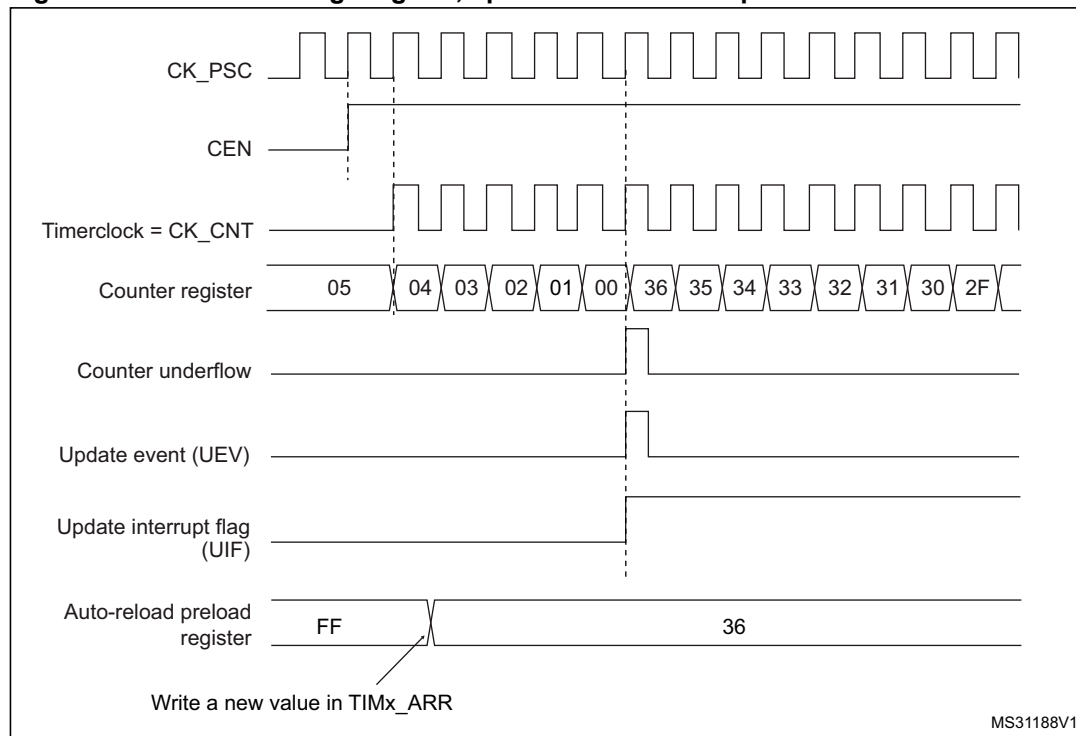 CK_PSC
CEN
Timerclock = CK_CNT
Counter register
05 04 03 02 01 00 36 35 34 33 32 31 30 2F
Counter underflow
Update event (UEV)
Update interrupt flag
(UIF)
Auto-reload preload
register
FF 36
Write a new value in TIMx_ARR
MS31188V1